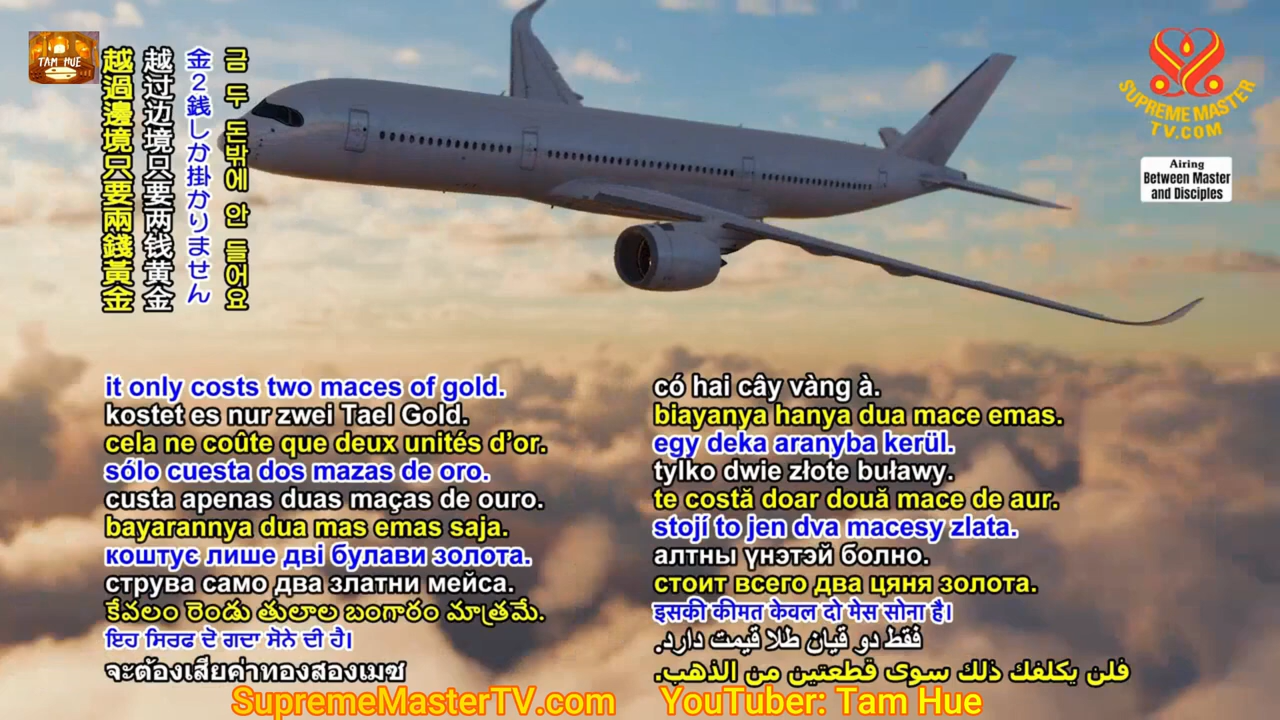 TAM HUE
越過邊境只要兩錢黃金
越过边境只要两钱黄金
金2銭しか掛かりません
금 두 돈밖에 안 들어요
SUPREME MASTER
TV.COM
Airing
Between Master
and Disciples
it only costs two maces of gold.
kostet es nur zwei Tael Gold.
cela ne coûte que deux unités d’or.
sólo cuesta dos mazas de oro.
custa apenas duas maças de ouro.
bayarannya dua mas emas saja.
коштує лише дві булави золота.
струва само два златни мейса.
కేవలం రెండు తులాల బంగారం మాత్రమే.
ਇਹ ਸਿਰਫ ਦੋ ਗਦਾ ਸੋਨੇ ਦੀ ਹੈ।
จะต้องเสียค่าทองสองเมซ
có hai cây vàng à.
biayanya hanya dua mace emas.
egy deka aranyba kerül.
tylko dwie złote buławy.
te costă doar două mace de aur.
stojí to jen dva macesy zlata.
алтны үнэтэй болно.
стоит всего два цяня золота.
इसकी कीमत केवल दो मेस सोना है।
فقط دو قیان طلا قیمت دارد.
فلن يكلفك ذلك سوى قطعتين من الذهب.
SupremeMasterTV.com
YouTuber: Tam Hue